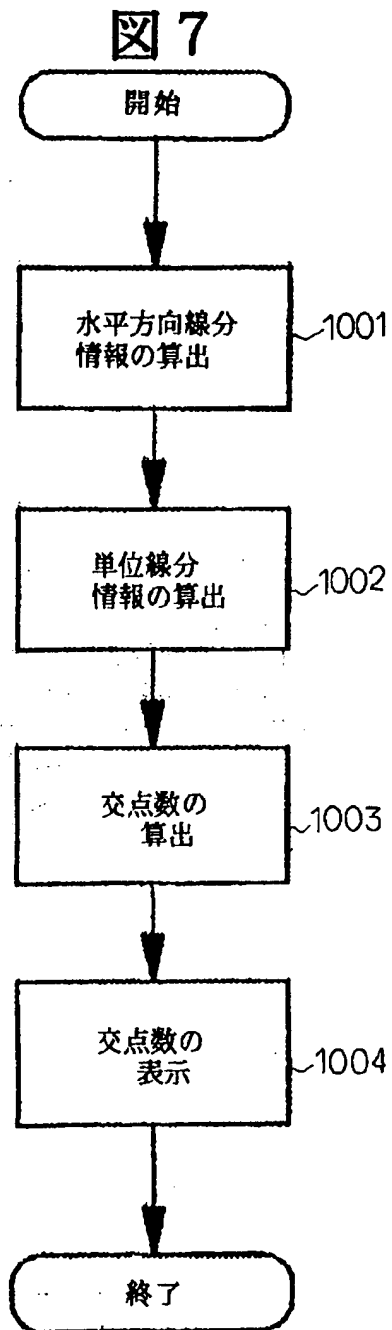 図7
開始
水平方向線分
情報の算出
1001
単位線分
情報の算出
1002
交点数の
算出
1003
交点数の
表示
1004
終了